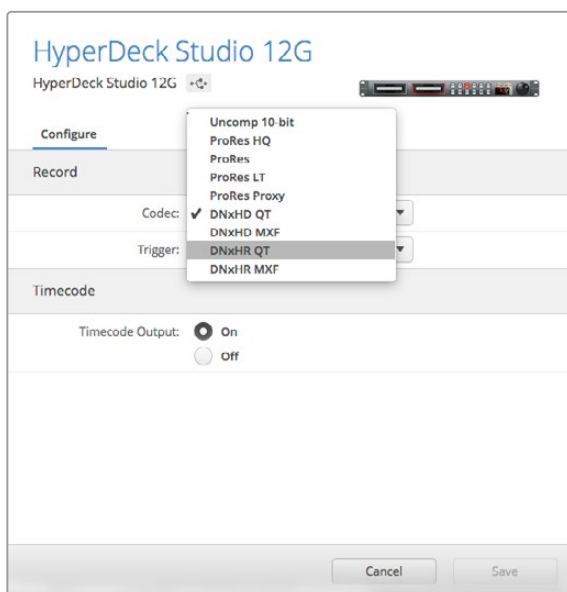 HyperDeck Studio 12G
HyperDeck Studio 12G
Configure
Record
Codec:
Trigger:
Uncomp 10-bit
ProRes HQ
ProRes
ProRes LT
ProRes Proxy
✔ DNxHD QT
DNxHD MXF
DNxHR QT
DNxHR MXF
Timecode
Timecode Output:
On
Off
Cancel
Save